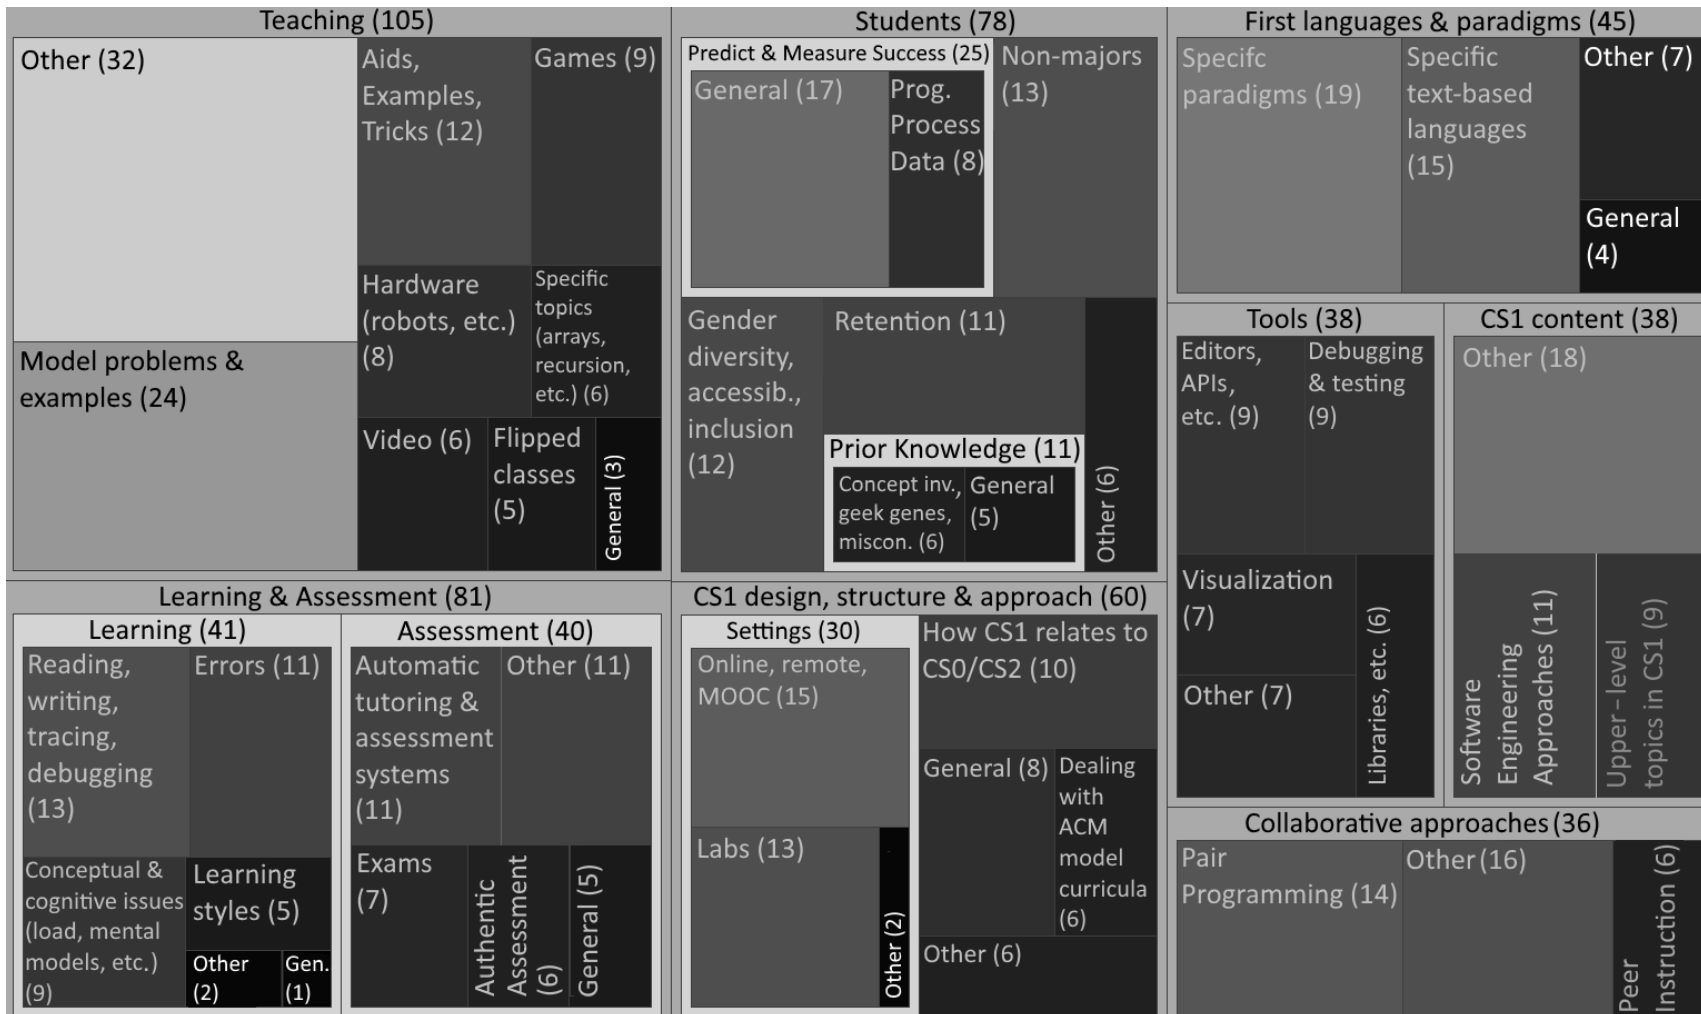 Teaching (105)
Other (32)
Aids,
Examples,
Tricks (12)
Games (9)
Hardware
(robots, etc.)
(8)
Specific
topics
(arrays,
recursion,
etc.) (6)
Model problems &
examples (24)
Video (6)
Flipped
classes
(5)
General (3)
Students (78)
Predict & Measure Success (25)
General (17)
Prog.
Process
Data (8)
Non-majors
(13)
Gender
diversity,
accessib.,
inclusion
(12)
Retention (11)
Prior Knowledge (11)
Concept inv.,
geek genes,
miscon. (6)
General
(5)
Other (6)
First languages & paradigms (45)
Specifc
paradigms (19)
Specific
text-based
languages
(15)
Other (7)
General
(4)
Tools (38)
Editors,
APIs,
etc. (9)
Debugging
& testing
(9)
Visualization
(7)
Other (7)
Libraries, etc. (6)
CS1 content (38)
Other (18)
Software
Engineering
Approaches (11)
Upper-level
topics in CS1 (9)
Learning & Assessment (81)
Learning (41)
Reading,
writing,
tracing,
debugging
(13)
Errors (11)
Conceptual &
cognitive issues
(load, mental
models, etc.)
(9)
Learning
styles (5)
Other
(2)
Gen.
(1)
Assessment (40)
Automatic
tutoring &
assessment
systems
(11)
Other (11)
Exams
(7)
Authentic
Assessment
(6)
General (5)
CS1 design, structure & approach (60)
Settings (30)
Online, remote,
MOOC (15)
Labs (13)
Other (2)
How CS1 relates to
CS0/CS2 (10)
General (8)
Dealing
with
ACM
model
curricula
(6)
Other (6)
Collaborative approaches (36)
Pair
Programming (14)
Other (16)
Peer
Instruction (6)